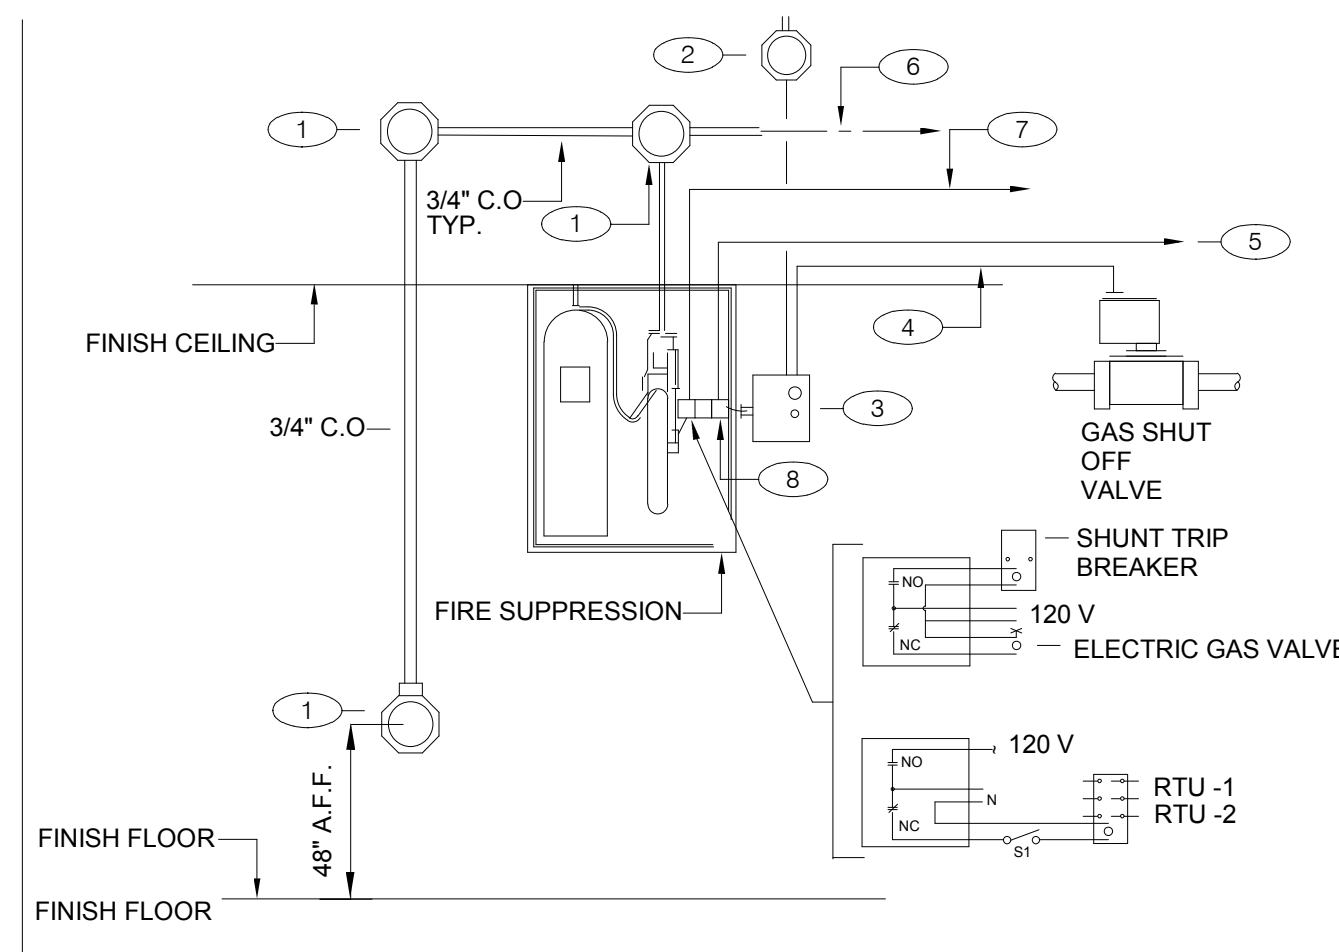 2
6
1
7
3/4" C.O
TYP.
1
5
4
FINISH CEILING
3
3/4" C.O
GAS SHUT
OFF
VALVE
8
SHUNT TRIP
BREAKER
NO
FIRE SUPPRESSION
120 V
NC
ELECTRIC GAS VALVE
1
120 V
NO
RTU -1
N
RTU -2
NC
S1
48" A.F.F.
FINISH FLOOR
FINISH FLOOR